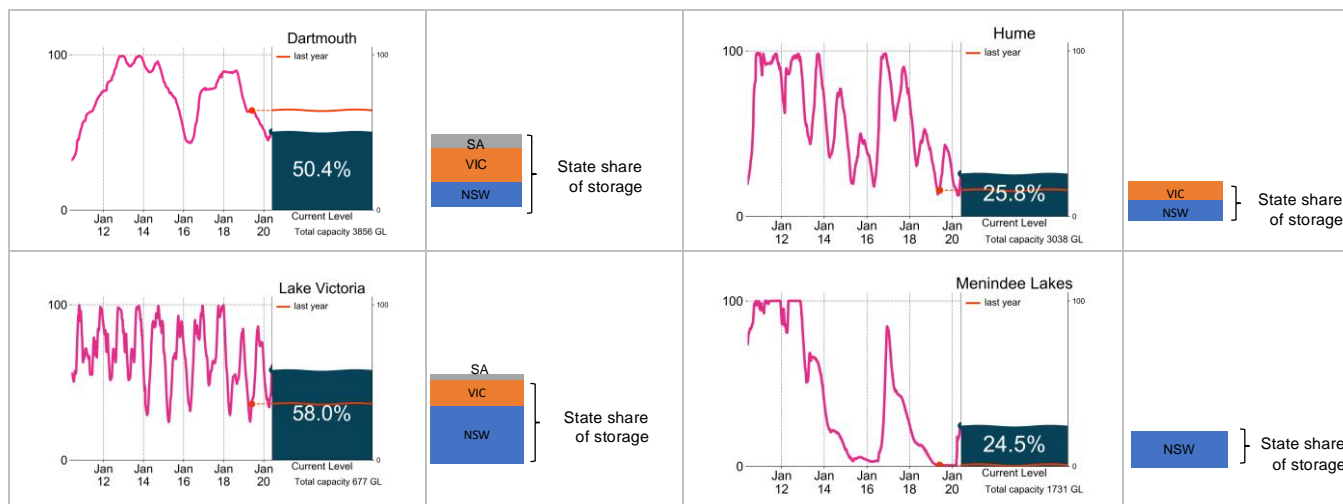 Dartmouth
last year
100
100
50.4%
0
0
Jan Jan Jan Jan Jan
12 14 16 18 20
Current Level
Total capacity 3856 GL
SA
VIC
NSW
State share
of storage
Hume
last year
100
100
25.8%
0
0
Jan Jan Jan Jan Jan
12 14 16 18 20
Current Level
Total capacity 3038 GL
VIC
NSW
State share
of storage
Lake Victoria
last year
100
100
58.0%
0
0
Jan Jan Jan Jan Jan
12 14 16 18 20
Current Level
Total capacity 677 GL
SA
VIC
NSW
State share
of storage
Menindee Lakes
last year
100
100
24.5%
0
0
Jan Jan Jan Jan Jan
12 14 16 18 20
Current Level
Total capacity 1731 GL
NSW
State share
of storage